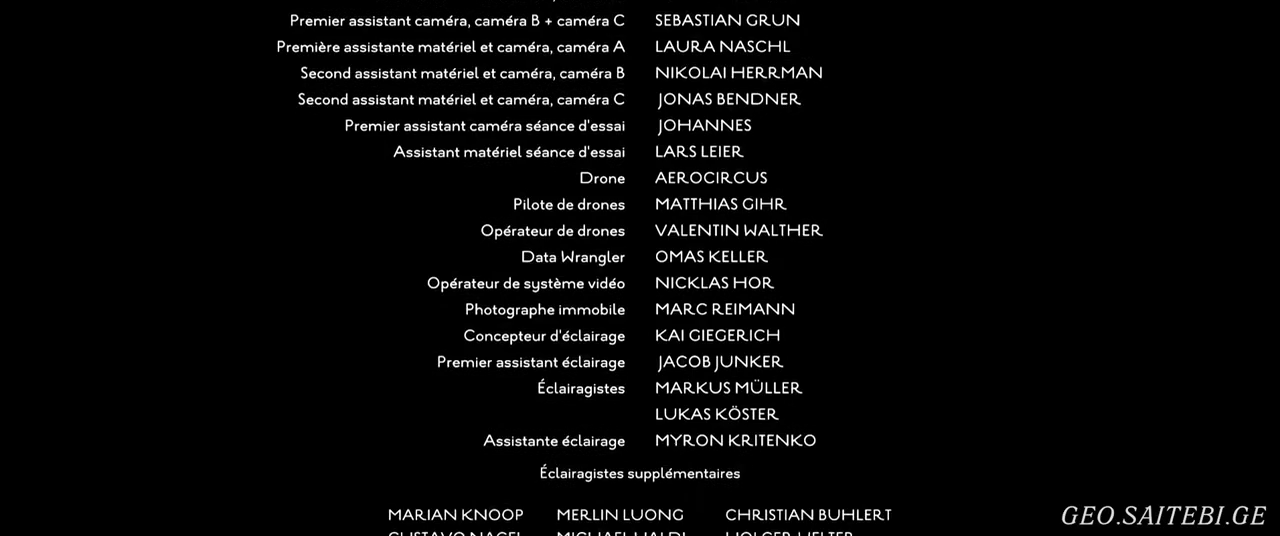 Premier assistant caméra, caméra B + caméra C SEBASTIAN GRUN
Première assistante matériel et caméra, caméra A LAURA NASCHL
Second assistant matériel et caméra, caméra B NIKOLAI HERRMAN
Second assistant matériel et caméra, caméra C JONAS BENDNER
Premier assistant caméra séance d'essai JOHANNES
Assistant matériel séance d'essai LARS LEIER
Drone AEROCIRCUS
Pilote de drones MATTHIAS GIHR
Opérateur de drones VALENTIN WALTHER
Data Wrangler OMAS KELLER
Opérateur de système vidéo NICKLAS HOR
Photographe immobile MARC REIMANN
Concepteur d'éclairage KAI GIEGERICH
Premier assistant éclairage JACOB JUNKER
Éclairagistes MARKUS MÜLLER
LUKAS KÖSTER
Assistante éclairage MYRON KRITENKO
Éclairagistes supplémentaires
MARIAN KNOOP MERLIN LUONG CHRISTIAN BUHLERT
GEO.SAITEBI.GE